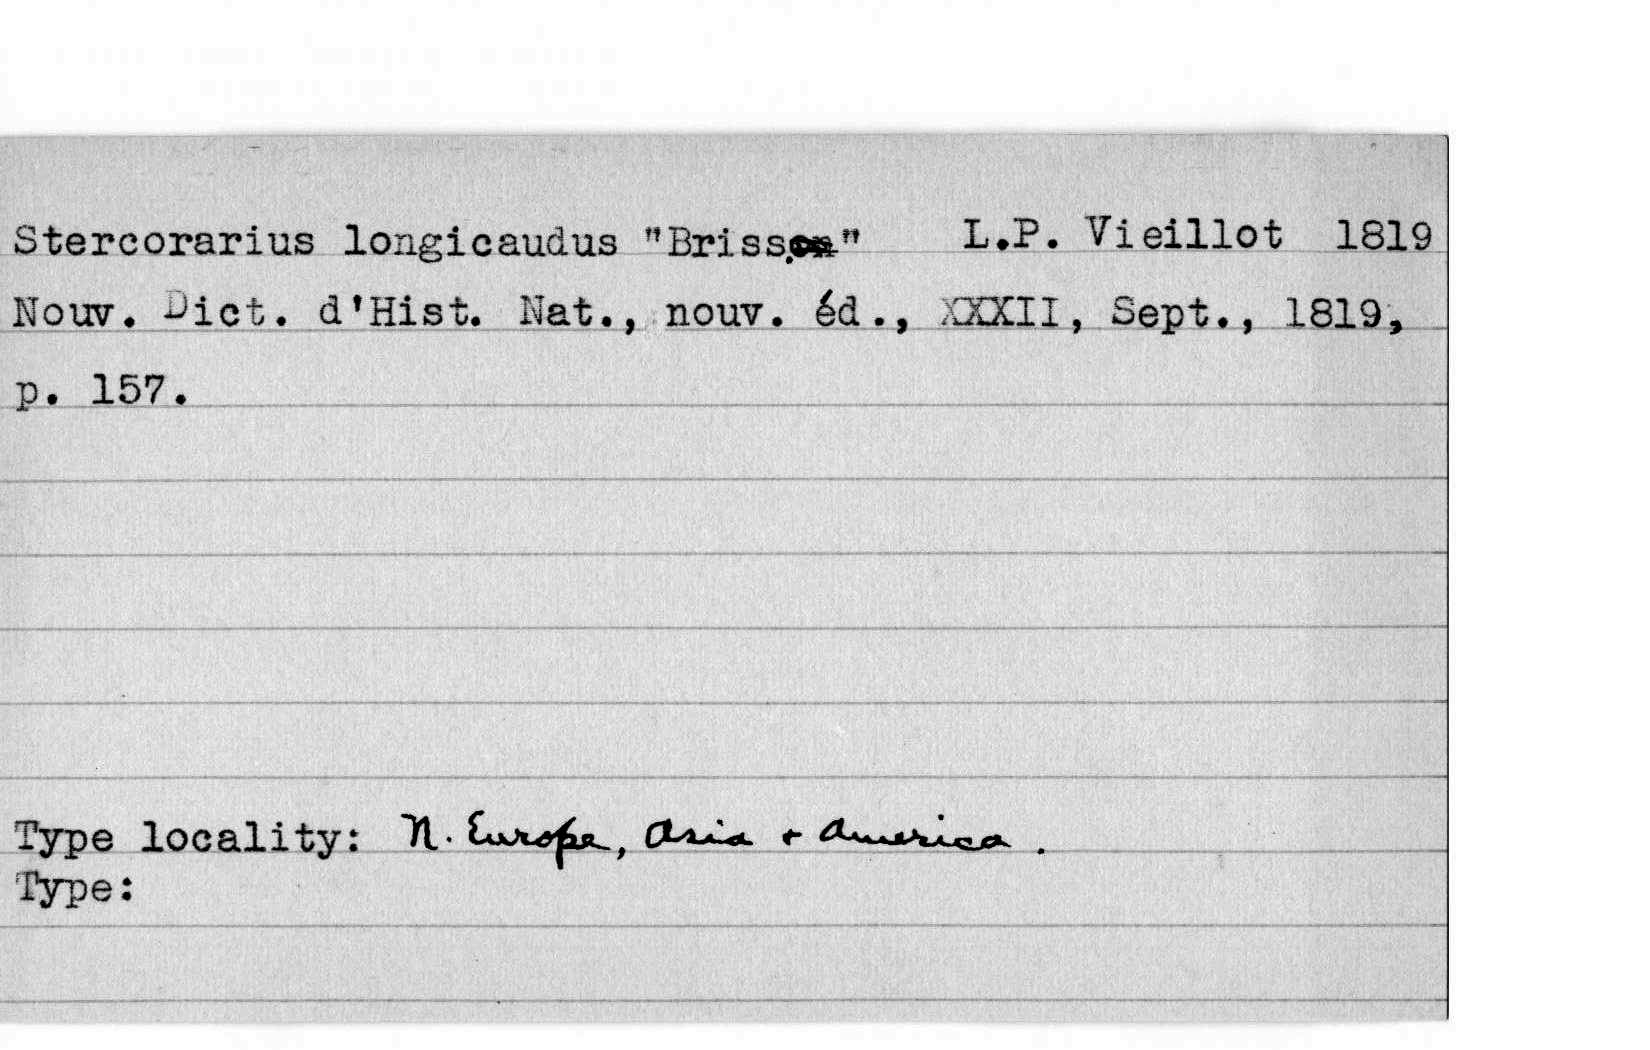 Stercorarius longicaudus "Briss." L.P. Vieillot 1819
Nouv. Dict. d'Hist. Nat., nouv. éd., XXXII, Sept., 1819,
p. 157.
Type locality: N. Europe, Asia + America.
Type: